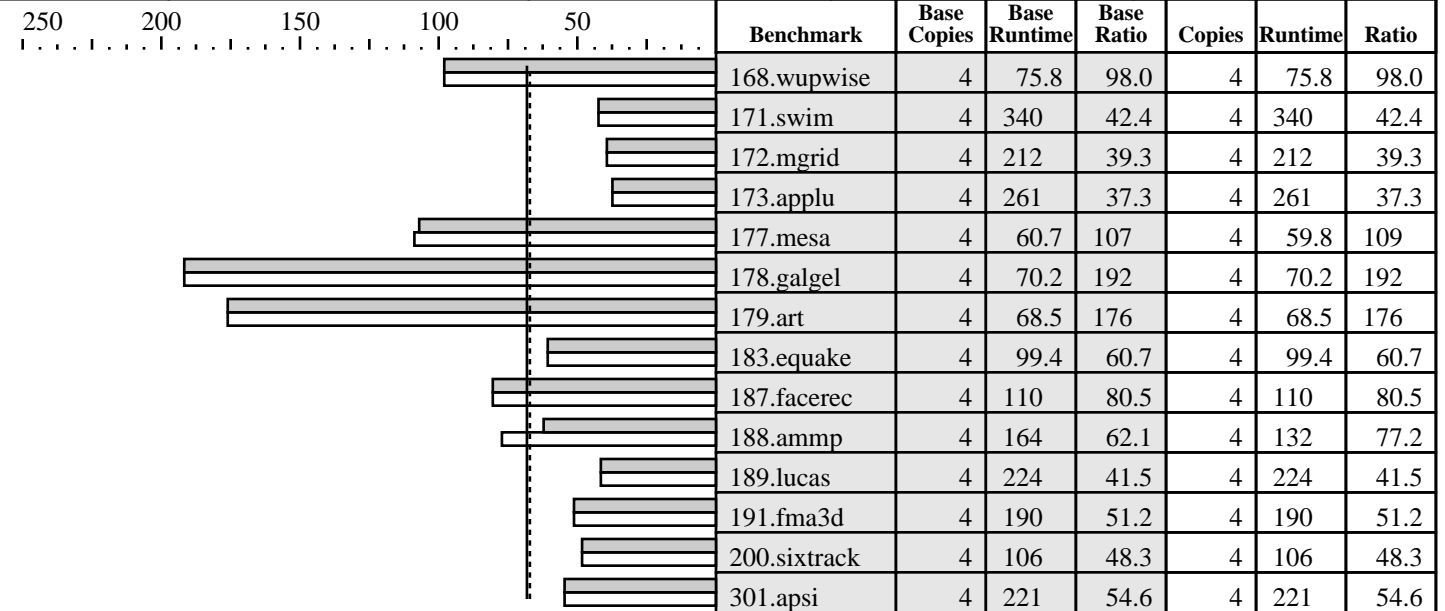 250 200 150 100 50 Benchmark Base Copies Base Runtime Base Ratio Copies Runtime Ratio
168.wupwise 4 75.8 98.0 4 75.8 98.0
171.swim 4 340 42.4 4 340 42.4
172.mgrid 4 212 39.3 4 212 39.3
173.applu 4 261 37.3 4 261 37.3
177.mesa 4 60.7 107 4 59.8 109
178.galgel 4 70.2 192 4 70.2 192
179.art 4 68.5 176 4 68.5 176
183.equake 4 99.4 60.7 4 99.4 60.7
187.facerec 4 110 80.5 4 110 80.5
188.ammp 4 164 62.1 4 132 77.2
189.lucas 4 224 41.5 4 224 41.5
191.fma3d 4 190 51.2 4 190 51.2
200.sixtrack 4 106 48.3 4 106 48.3
301.apsi 4 221 54.6 4 221 54.6